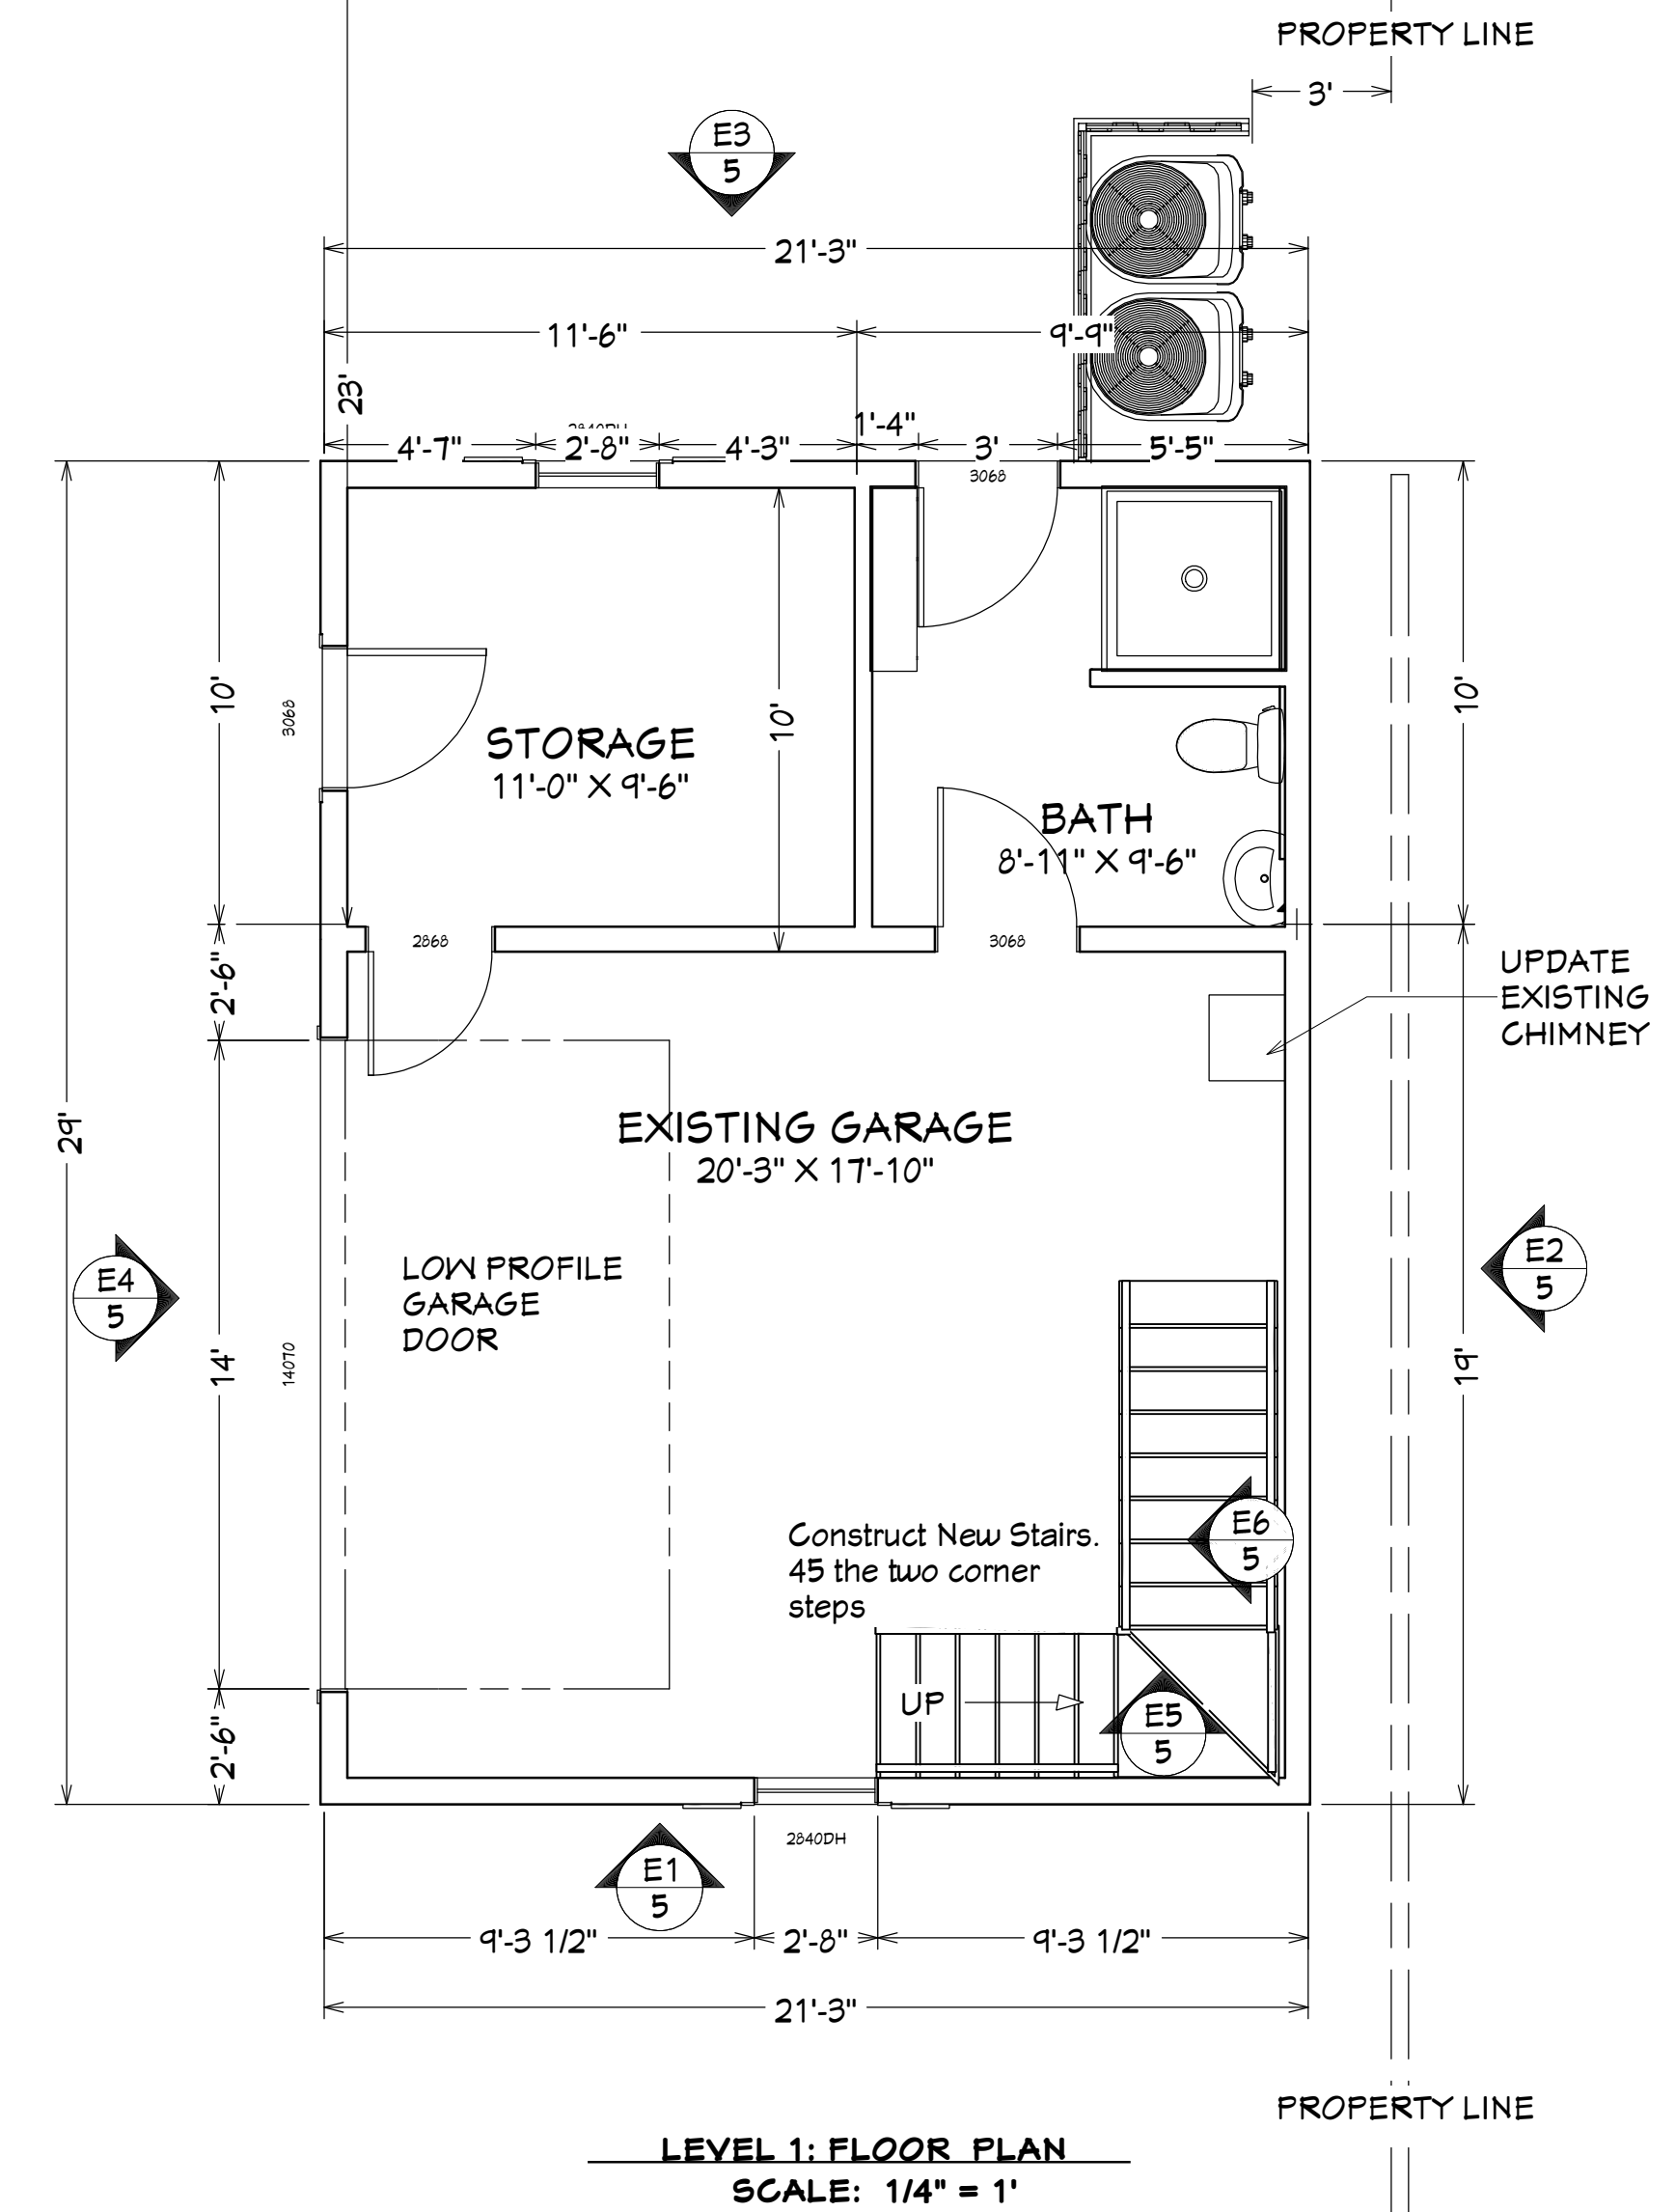 PROPERTY LINE
3'
E3
5
21'-3"
11'-6"
9'-9"
23'
1'-4"
4'-7"
2'-8"
4'-3"
3'
5'-5"
3068
10'
3068
STORAGE
11'-0" X 9'-6"
10'
BATH
8'-11" X 9'-6"
10'
2868
3068
2'-6"
UPDATE
EXISTING
CHIMNEY
29'
EXISTING GARAGE
20'-3" X 17'-10"
E4
5
LOW PROFILE
GARAGE
DOOR
E2
5
14'
14070
19'
Construct New Stairs.
45 the two corner
steps
E6
5
UP
E5
5
2'-6"
2840DH
E1
5
9'-3 1/2"
2'-8"
9'-3 1/2"
21'-3"
PROPERTY LINE
LEVEL 1: FLOOR PLAN
SCALE: 1/4" = 1'